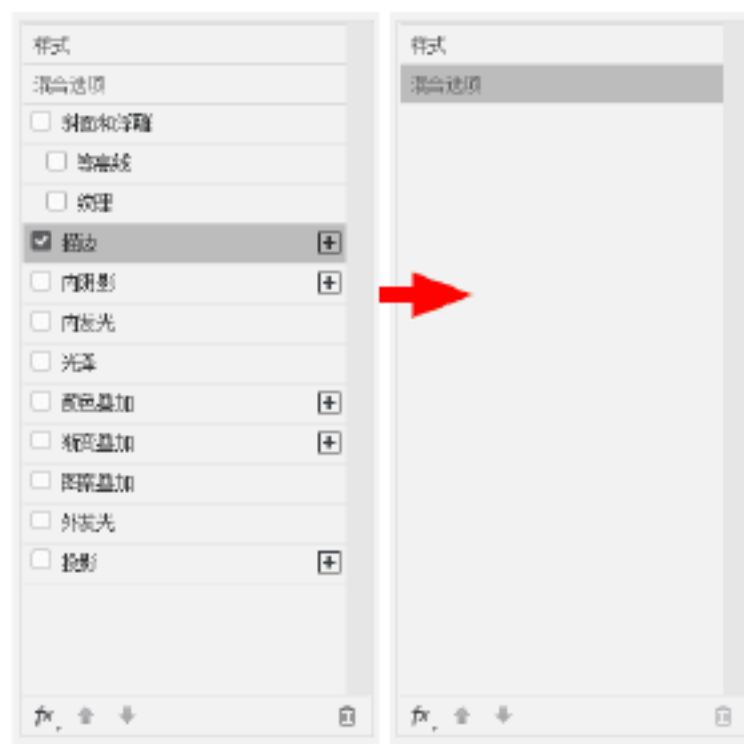 样式
混合选项
斜面和浮雕
等高线
纹理
描边
内阴影
内发光
光泽
颜色叠加
渐变叠加
图案叠加
外发光
投影
fx
样式
混合选项
fx